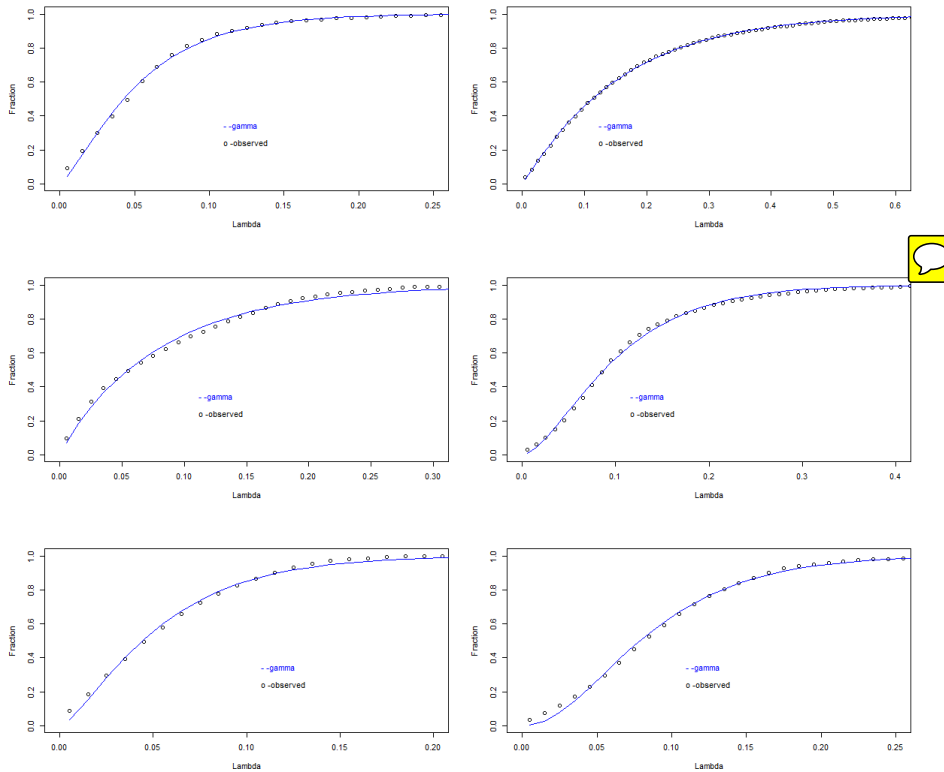 Fraction
0.0 0.2 0.4 0.6 0.8 1.0
- -gamma
o -observed
0.00 0.05 0.10 0.15 0.20 0.25
Lambda
Fraction
0.0 0.2 0.4 0.6 0.8 1.0
- -gamma
o -observed
0.0 0.1 0.2 0.3 0.4 0.5 0.6
Lambda
Fraction
0.0 0.2 0.4 0.6 0.8 1.0
- -gamma
o -observed
0.00 0.05 0.10 0.15 0.20 0.25 0.30
Lambda
Fraction
0.0 0.2 0.4 0.6 0.8 1.0
- -gamma
o -observed
0.0 0.1 0.2 0.3 0.4
Lambda
Fraction
0.0 0.2 0.4 0.6 0.8 1.0
- -gamma
o -observed
0.00 0.05 0.10 0.15 0.20
Lambda
Fraction
0.0 0.2 0.4 0.6 0.8 1.0
- -gamma
o -observed
0.00 0.05 0.10 0.15 0.20 0.25
Lambda